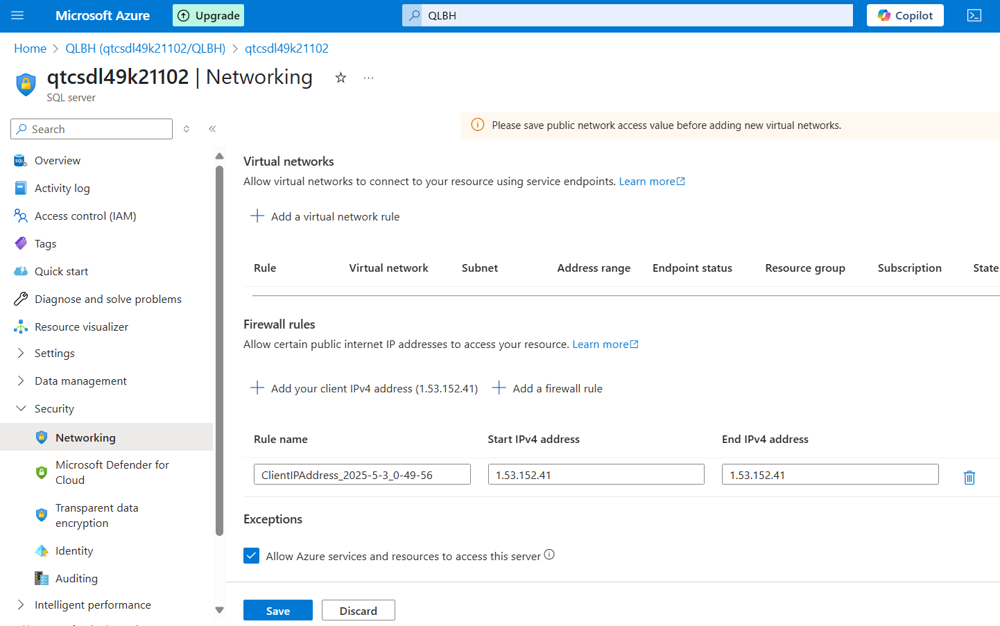 Microsoft Azure
Upgrade
QLBH
Copilot
Home > QLBH (qtcsdl49k21102/QLBH) > qtcsdl49k21102
qtcsdl49k21102 | Networking
SQL server
Search
Please save public network access value before adding new virtual networks.
Overview
Activity log
Access control (IAM)
Tags
Quick start
Diagnose and solve problems
Resource visualizer
Settings
Data management
Security
Networking
Microsoft Defender for
Cloud
Transparent data
encryption
Identity
Auditing
Intelligent performance
Virtual networks
Allow virtual networks to connect to your resource using service endpoints. Learn more
Add a virtual network rule
Rule Virtual network Subnet Address range Endpoint status Resource group Subscription State
Firewall rules
Allow certain public internet IP addresses to access your resource. Learn more
Add your client IPv4 address (1.53.152.41) Add a firewall rule
Rule name Start IPv4 address End IPv4 address
ClientIPAddress_2025-5-3_0-49-56 1.53.152.41 1.53.152.41
Exceptions
Allow Azure services and resources to access this server
Save Discard